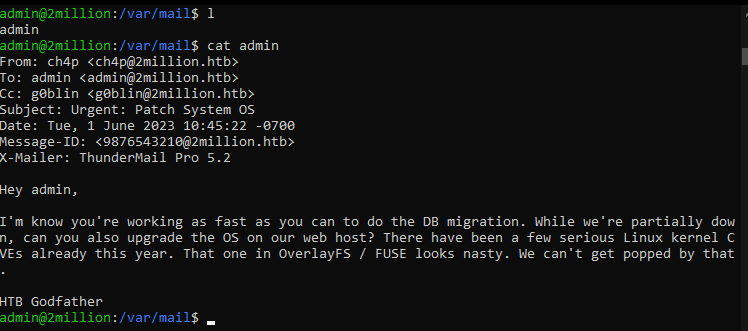 admin@2million:/var/mail$ l
admin
admin@2million:/var/mail$ cat admin
From: ch4p <ch4p@2million.htb>
To: admin <admin@2million.htb>
Cc: g0blin <g0blin@2million.htb>
Subject: Urgent: Patch System OS
Date: Tue, 1 June 2023 10:45:22 -0700
Message-ID: <9876543210@2million.htb>
X-Mailer: ThunderMail Pro 5.2

Hey admin,

I'm know you're working as fast as you can to do the DB migration. While we're partially dow
n, can you also upgrade the OS on our web host? There have been a few serious Linux kernel C
VEs already this year. That one in OverlayFS / FUSE looks nasty. We can't get popped by that
.

HTB Godfather
admin@2million:/var/mail$